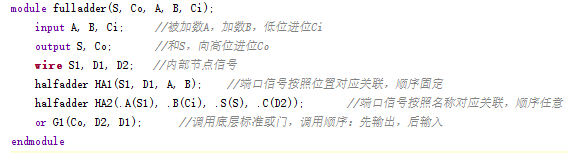 module fulladder(S, Co, A, B, Ci);
input A, B, Ci; //被加数A，加数B，低位进位Ci
output S, Co; //和S，向高位进位Co
wire S1, D1, D2; //内部节点信号
halfadder HA1(S1, D1, A, B); //端口信号按照位置对应关联，顺序固定
halfadder HA2(.A(S1), .B(Ci), .S(S), .C(D2)); //端口信号按照名称对应关联，顺序任意
or G1(Co, D2, D1); //调用底层标准或门，调用顺序：先输出，后输入
endmodule